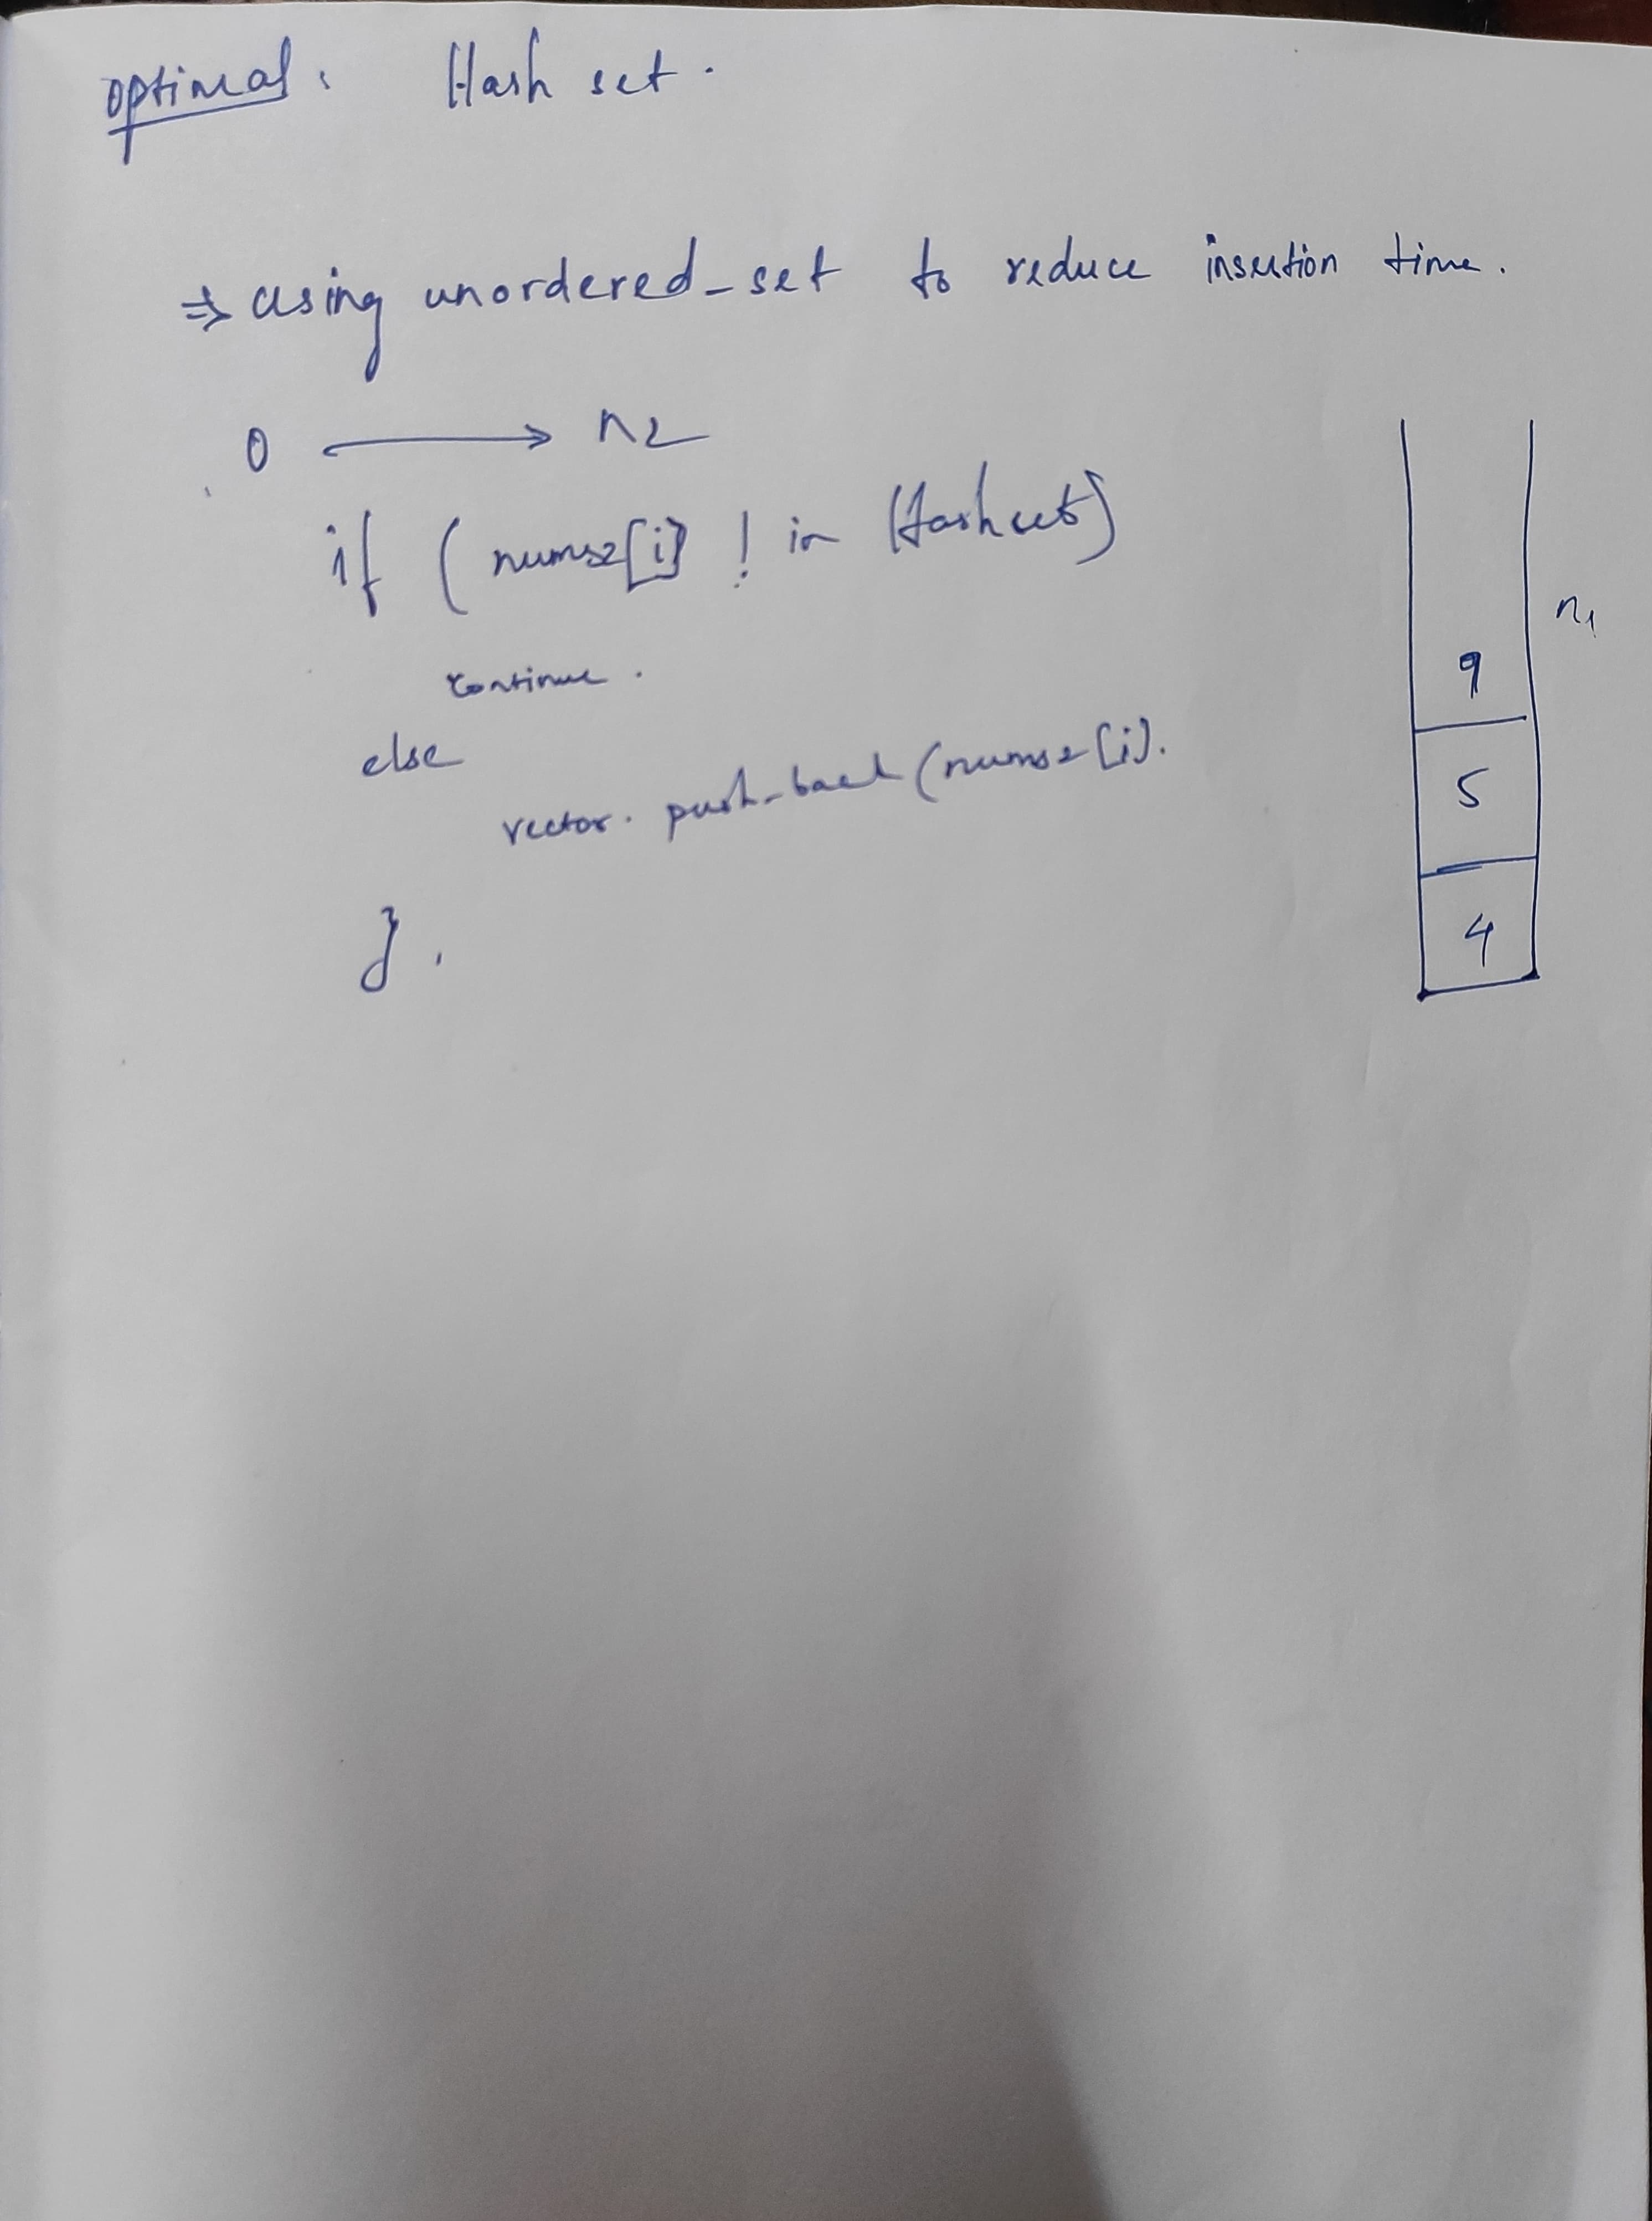 optimal: Hash set.
⇒ using unordered_set to reduce insertion time.
0 → n2
if (nums2[i] ! in Hashset)
continue.
else
vector. push_back (nums2[i].
}.
n1
9
5
4